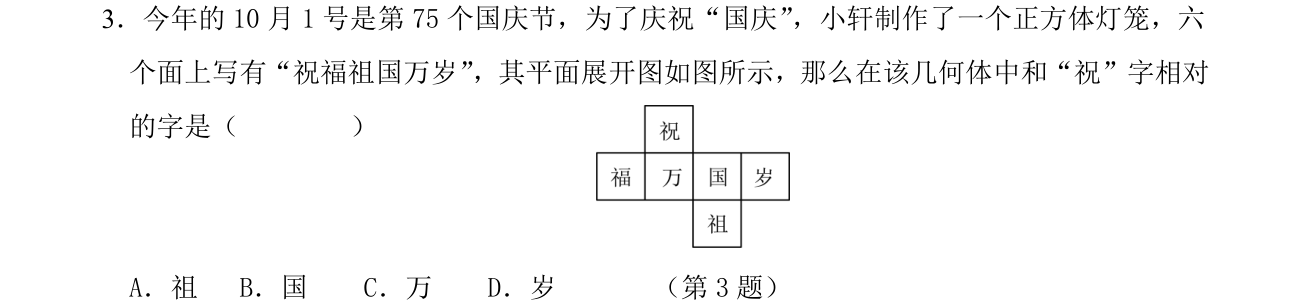 3．今年的 10 月 1 号是第 75 个国庆节，为了庆祝“国庆”，小轩制作了一个正方体灯笼，六
个面上写有“祝福祖国万岁”，其平面展开图如图所示，那么在该几何体中和“祝”字相对
的字是（　　　　）
祝
福 万 国 岁
祖
A．祖 B．国 C．万 D．岁 （第 3 题）